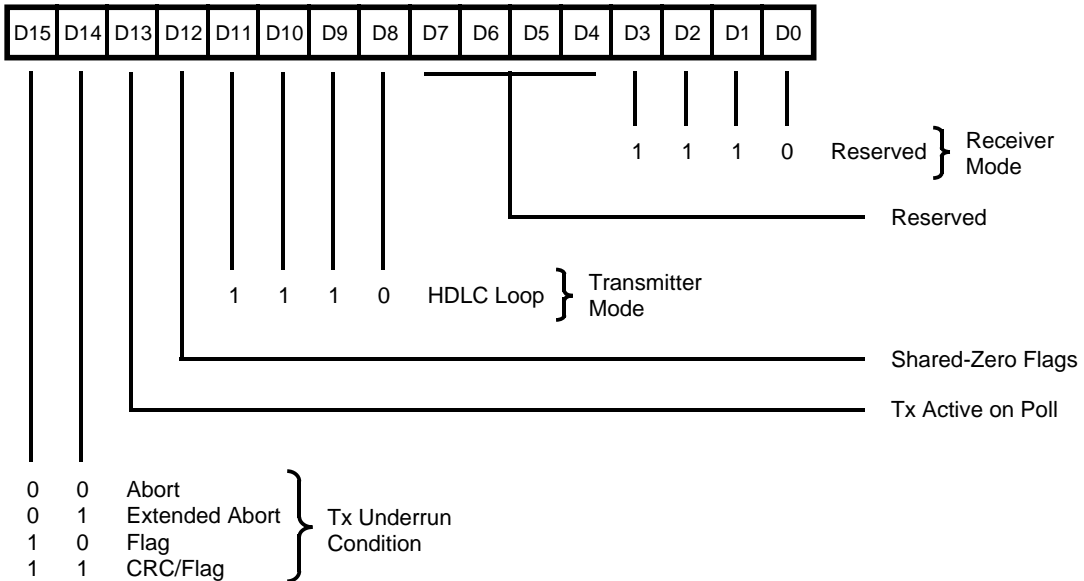 D15 D14 D13 D12 D11 D10 D9 D8 D7 D6 D5 D4 D3 D2 D1 D0
1 1 1 0 Reserved Receiver
Mode
Reserved
1 1 1 0 HDLC Loop Transmitter
Mode
Shared-Zero Flags
Tx Active on Poll
0 0 Abort
0 1 Extended Abort
1 0 Flag
1 1 CRC/Flag
Tx Underrun
Condition